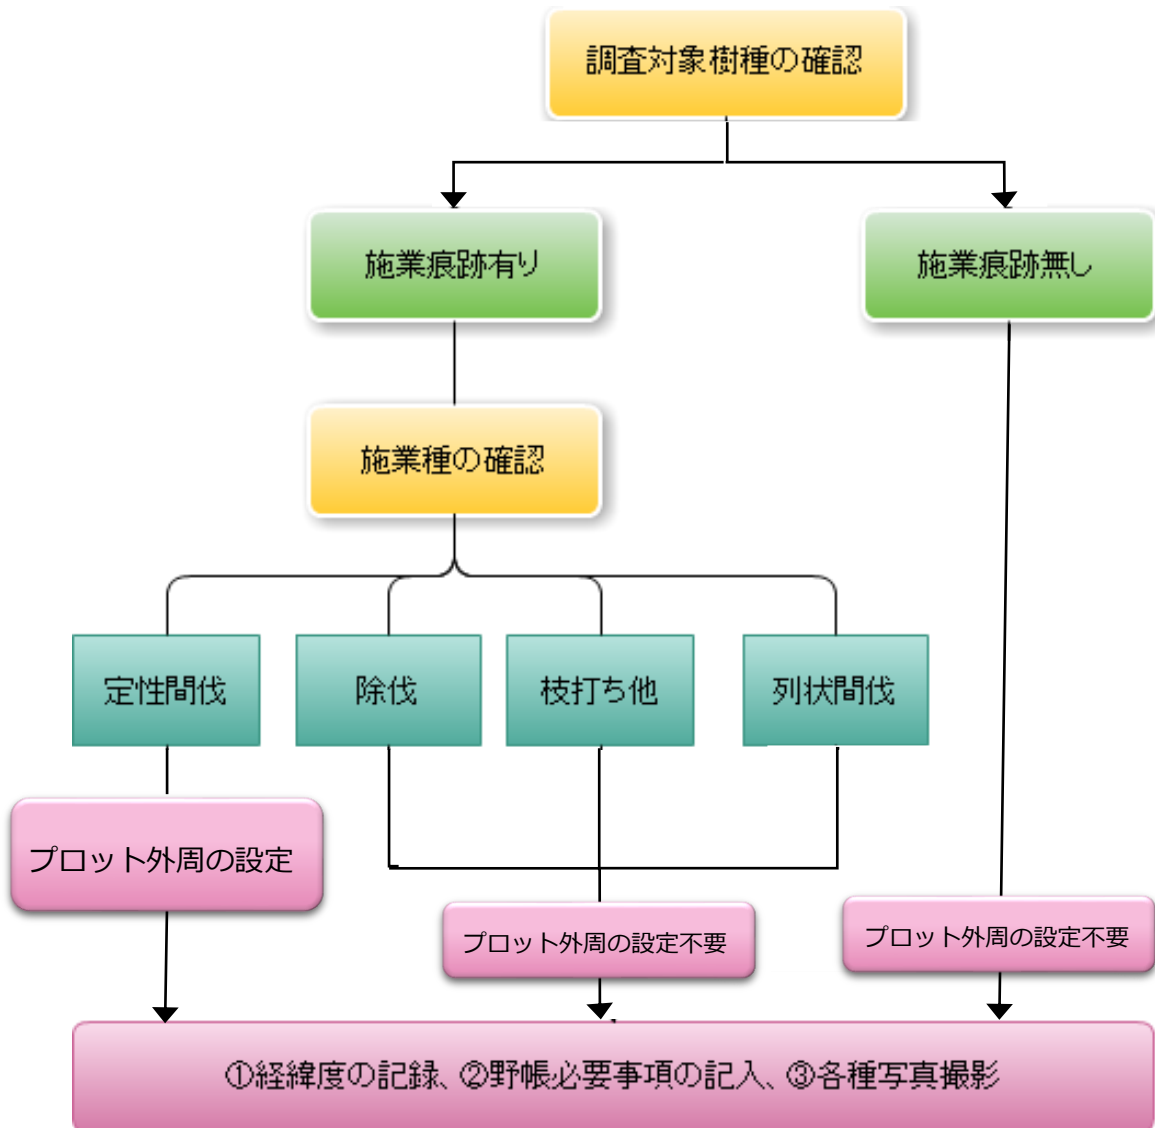 調査対象樹種の確認
施業痕跡有り
施業痕跡無し
施業種の確認
定性間伐
除伐
枝打ち他
列状間伐
プロット外周の設定
プロット外周の設定不要
プロット外周の設定不要
①経緯度の記録、②野帳必要事項の記入、③各種写真撮影